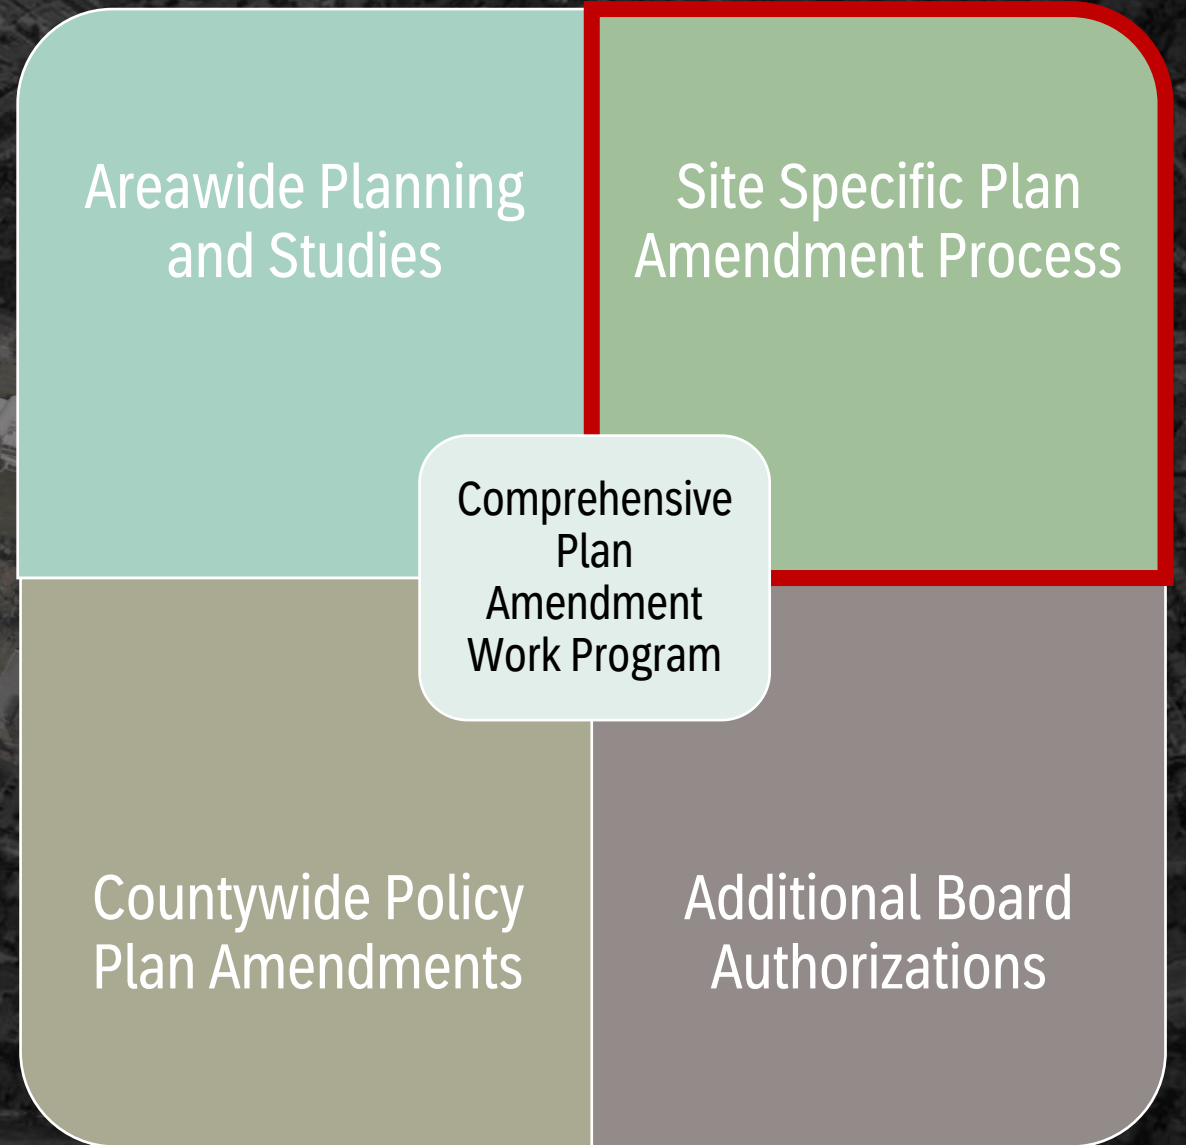 Areawide Planning
and Studies
Site Specific Plan
Amendment Process
Comprehensive
Plan
Amendment
Work Program
Countywide Policy
Plan Amendments
Additional Board
Authorizations